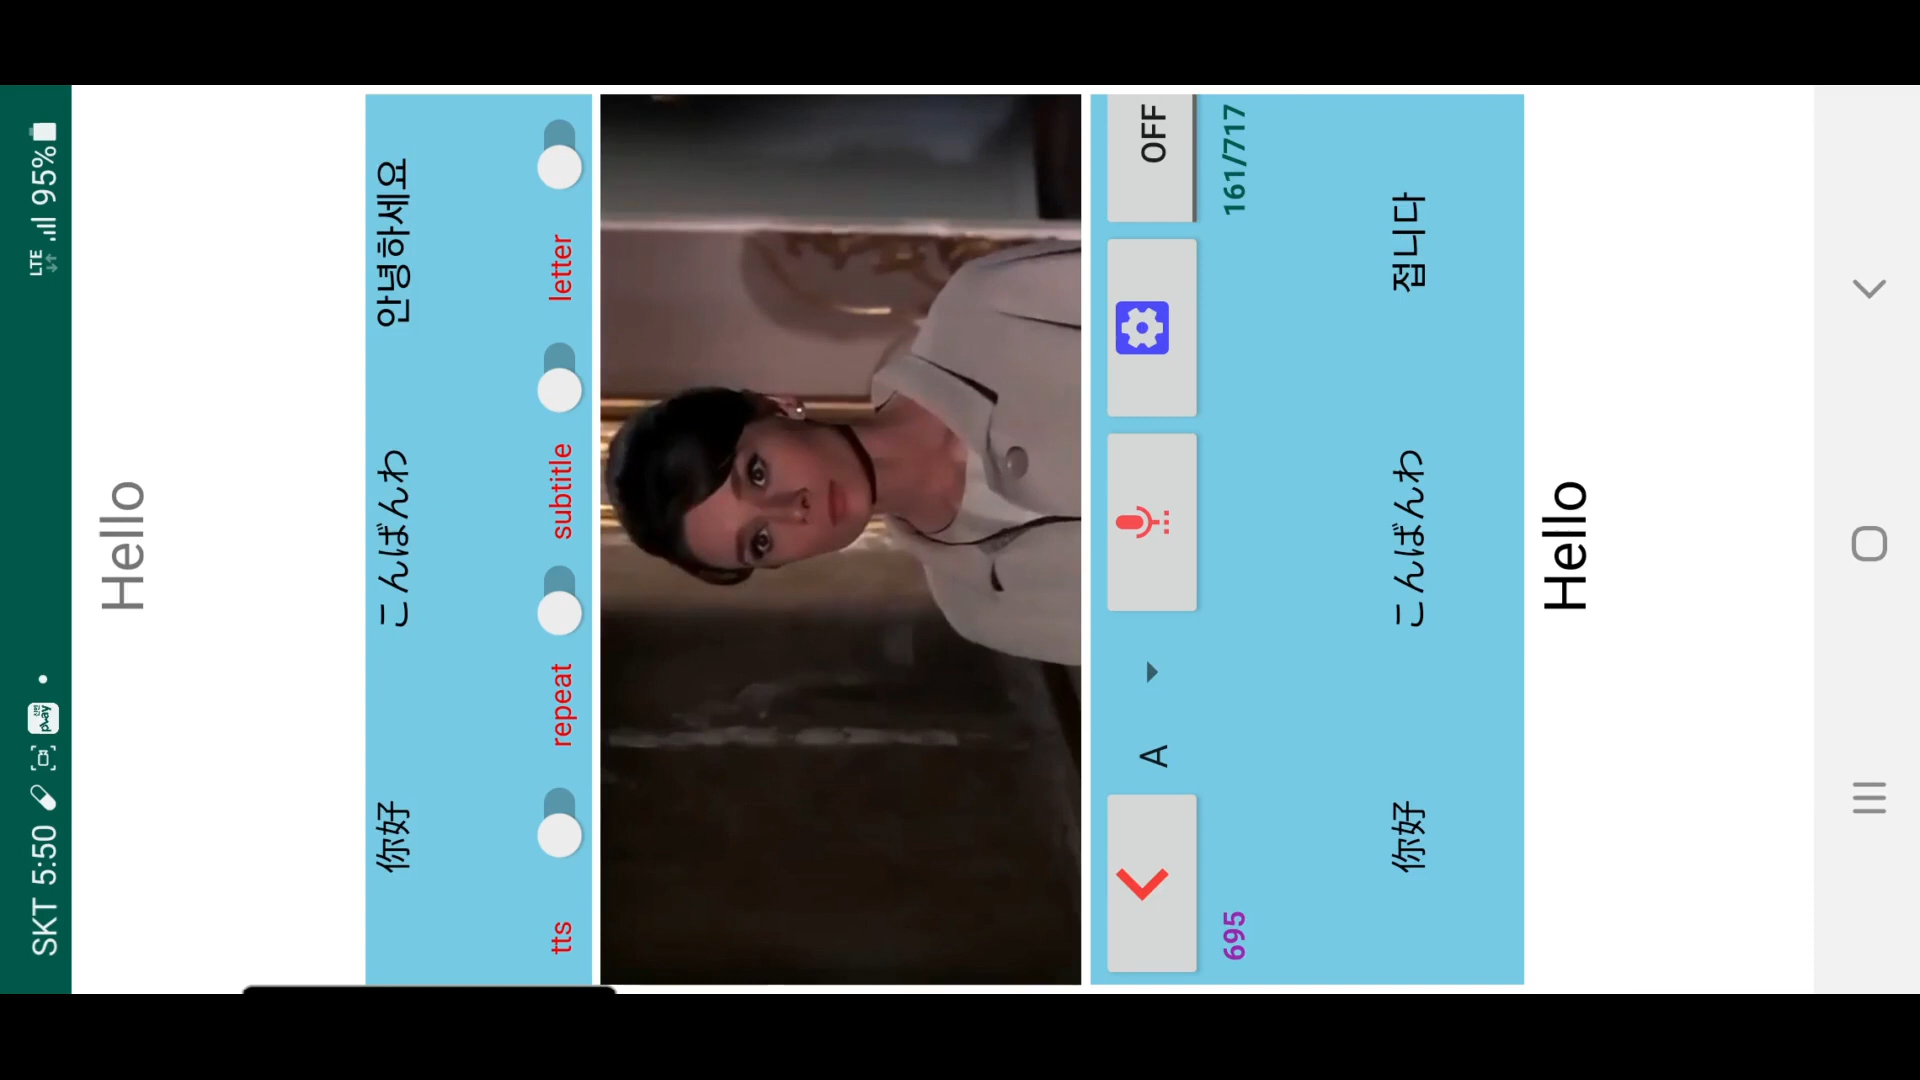 SKT 5:50 play LTE 95%
Hello
你好 こんばんわ 안녕하세요
tts repeat subtitle letter
A OFF
695 161/717
你好 こんばんわ 접니다
Hello